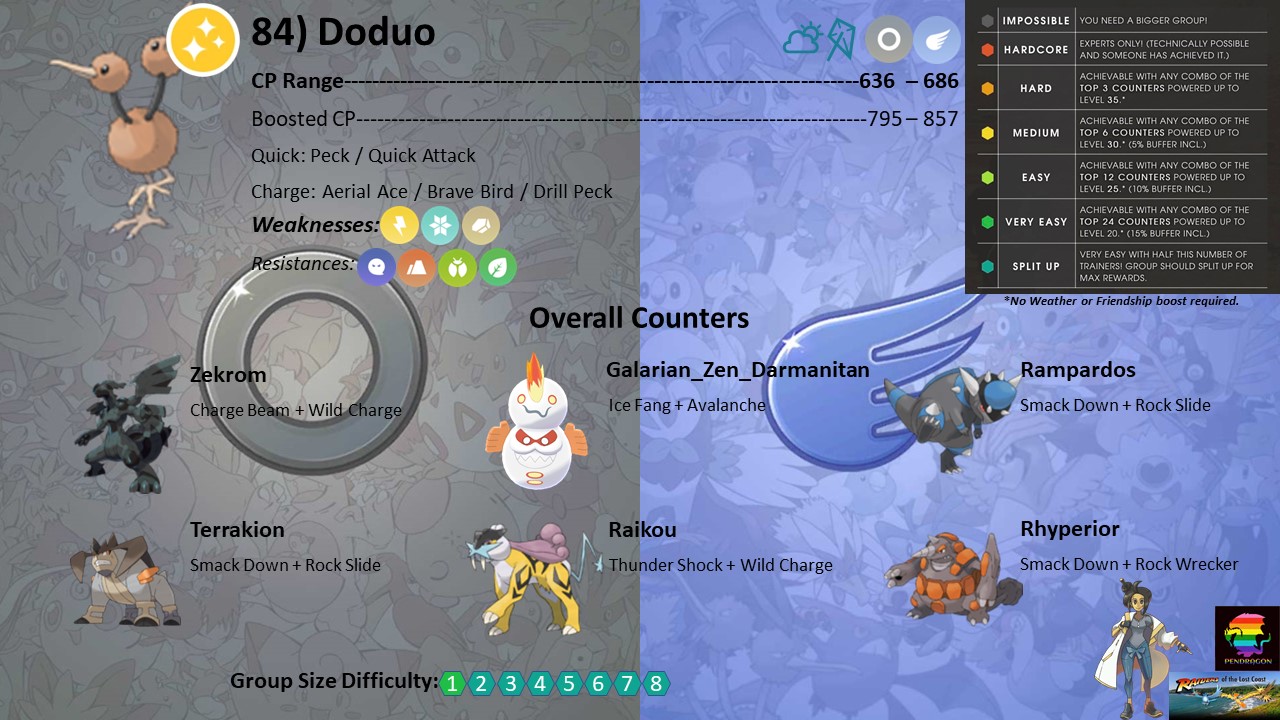 84) Doduo
CP Range-----------------------------------------------------------------------------636 – 686
Boosted CP-------------------------------------------------------------------------795 – 857
Quick: Peck / Quick Attack
Charge: Aerial Ace / Brave Bird / Drill Peck
Weaknesses:
Resistances:
IMPOSSIBLE YOU NEED A BIGGER GROUP!
HARDCORE EXPERTS ONLY! (TECHNICALLY POSSIBLE
AND SOMEONE HAS ACHIEVED IT.)
HARD ACHIEVABLE WITH ANY COMBO OF THE
TOP 3 COUNTERS POWERED UP TO
LEVEL 35.*
MEDIUM ACHIEVABLE WITH ANY COMBO OF THE
TOP 6 COUNTERS POWERED UP TO
LEVEL 30.* (5% BUFFER INCL.)
EASY ACHIEVABLE WITH ANY COMBO OF THE
TOP 12 COUNTERS POWERED UP TO
LEVEL 25.* (10% BUFFER INCL.)
VERY EASY ACHIEVABLE WITH ANY COMBO OF THE
TOP 24 COUNTERS POWERED UP TO
LEVEL 20.* (15% BUFFER INCL.)
SPLIT UP VERY EASY WITH HALF THIS NUMBER OF
TRAINERS! GROUP SHOULD SPLIT UP FOR
MAX REWARDS.
*No Weather or Friendship boost required.
Overall Counters
Zekrom
Charge Beam + Wild Charge
Galarian_Zen_Darmanitan
Ice Fang + Avalanche
Rampardos
Smack Down + Rock Slide
Terrakion
Smack Down + Rock Slide
Raikou
Thunder Shock + Wild Charge
Rhyperior
Smack Down + Rock Wrecker
Group Size Difficulty: 1 2 3 4 5 6 7 8
PENDRAGON
RAIDERS of the Lost Coast